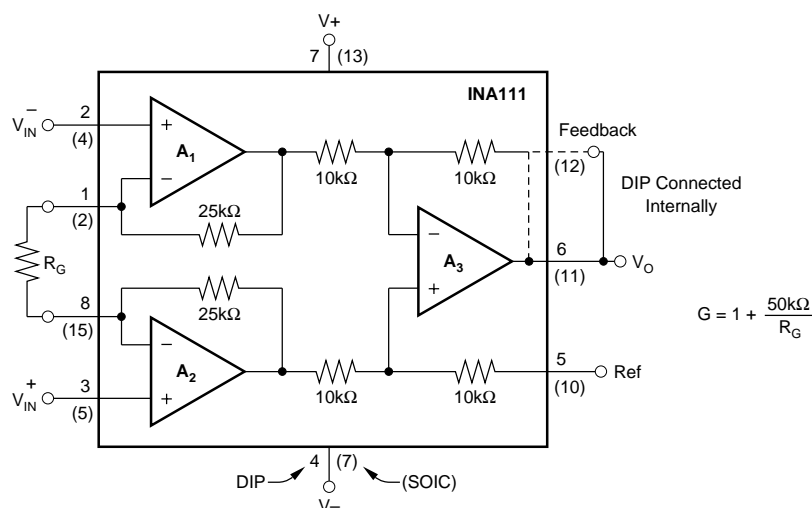 V+
7 (13)
INA111
2
V–IN
(4)
A1
+
–
Feedback
(12)
10kΩ
10kΩ
DIP Connected
Internally
1
(2)
25kΩ
RG
–
A3
+
6
(11)
VO
8
(15)
25kΩ
G = 1 + 50kΩ
RG
–
A2
+
3
V+IN
(5)
10kΩ
10kΩ
5
(10)
Ref
DIP
4 (7)
(SOIC)
V–